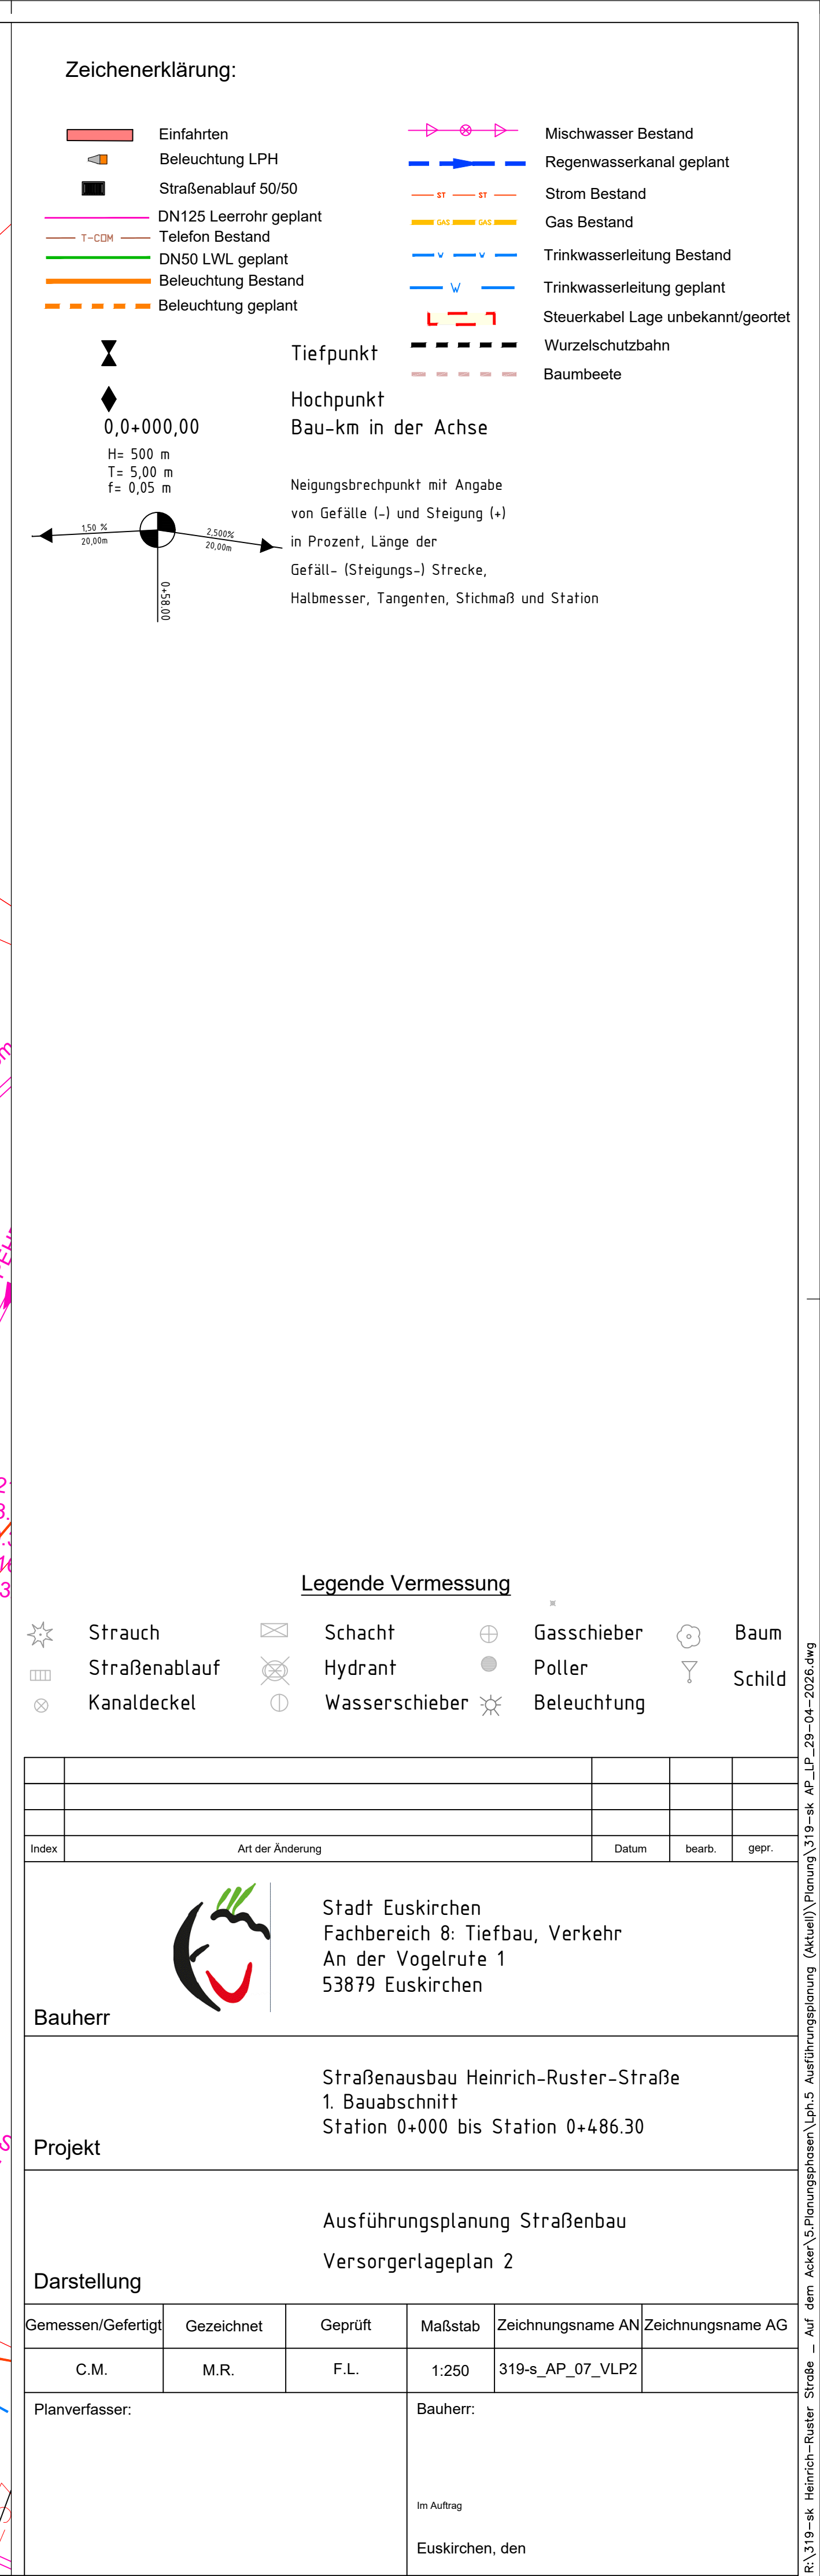 Zeichenerklärung:
Einfahrten
Beleuchtung LPH
Straßenablauf 50/50
DN125 Leerrohr geplant
T-COM
Telefon Bestand
DN50 LWL geplant
Beleuchtung Bestand
Beleuchtung geplant
Mischwasser Bestand
Regenwasserkanal geplant
ST ST
Strom Bestand
GAS GAS
Gas Bestand
W W
Trinkwasserleitung Bestand
W
Trinkwasserleitung geplant
Steuerkabel Lage unbekannt/geortet
Wurzelschutzbahn
Baumbeete
Tiefpunkt
Hochpunkt
0,0+000,00
Bau-km in der Achse
H= 500 m
T= 5,00 m
f= 0,05 m
1,50 %
20,00m
2,500%
20,00m
0+58.00
Neigungsbrechpunkt mit Angabe
von Gefälle (-) und Steigung (+)
in Prozent, Länge der
Gefäll- (Steigungs-) Strecke,
Halbmesser, Tangenten, Stichmaß und Station
Legende Vermessung
Strauch
Schacht
Gasschieber
Baum
Straßenablauf
Hydrant
Poller
Schild
Kanaldeckel
Wasserschieber
Beleuchtung
Index
Art der Änderung
Datum
bearb.
gepr.
Bauherr
Stadt Euskirchen
Fachbereich 8: Tiefbau, Verkehr
An der Vogelrute 1
53879 Euskirchen
Projekt
Straßenausbau Heinrich-Ruster-Straße
1. Bauabschnitt
Station 0+000 bis Station 0+486.30
Darstellung
Ausführungsplanung Straßenbau
Versorgerlageplan 2
Gemessen/Gefertigt
Gezeichnet
Geprüft
Maßstab
Zeichnungsname AN
Zeichnungsname AG
C.M.
M.R.
F.L.
1:250
319-s_AP_07_VLP2
Planverfasser:
Bauherr:
Im Auftrag
Euskirchen, den
R:\319-sk Heinrich-Ruster Straße _ Auf dem Acker\5.Planungsphasen\Lph.5 Ausführungsplanung (Aktuell)\Planung\319-sk AP_LP_29-04-2026.dwg